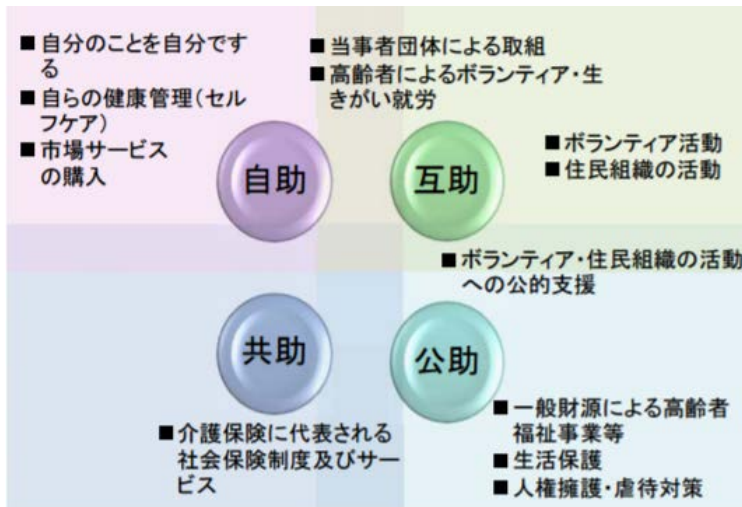 ■ 自分のことを自分です
る
■ 自らの健康管理(セル
フケア)
■ 市場サービス
の購入
■ 当事者団体による取組
■ 高齢者によるボランティア・生
きがい就労
自助
互助
■ ボランティア活動
■ 住民組織の活動
■ ボランティア・住民組織の活動
への公的支援
共助
公助
■ 介護保険に代表される
社会保険制度及びサー
ビス
■ 一般財源による高齢者
福祉事業等
■ 生活保護
■ 人権擁護・虐待対策